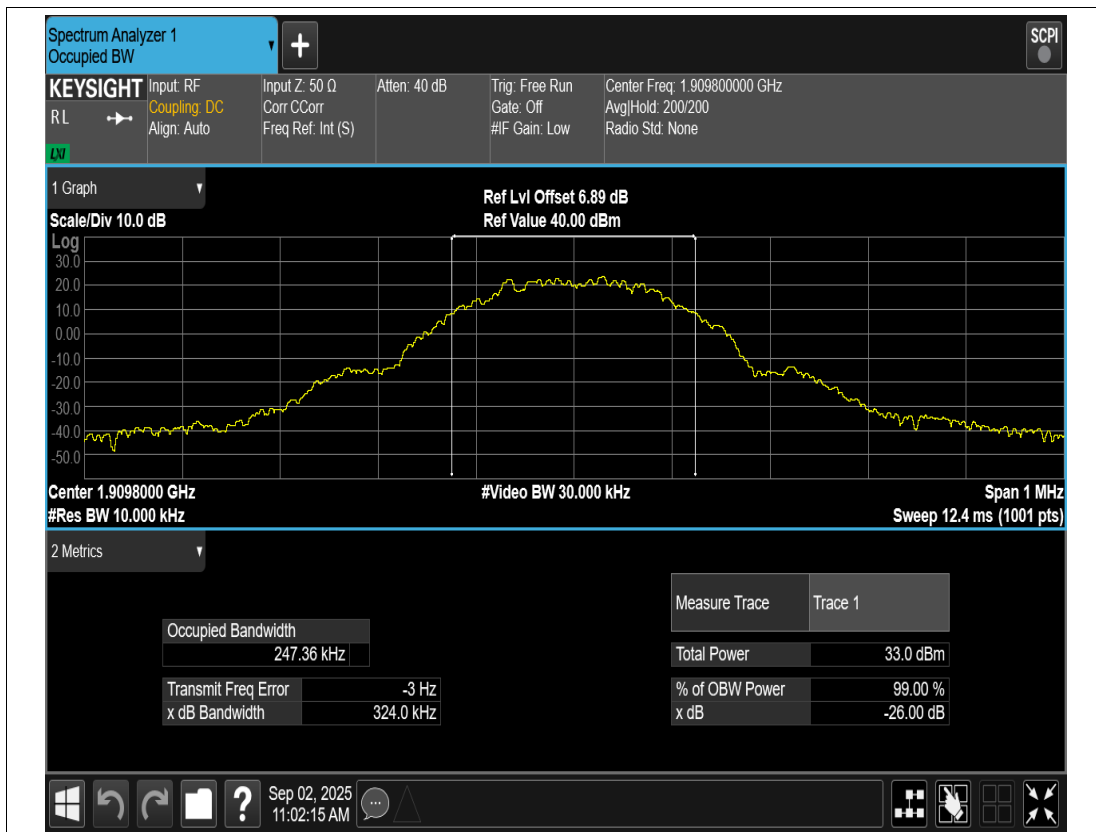 Spectrum Analyzer 1
Occupied BW
+
SCPI
KEYSIGHT
RL
LXI
Input: RF
Coupling: DC
Align: Auto
Input Z: 50 Ω
Corr CCorr
Freq Ref: Int (S)
Atten: 40 dB
Trig: Free Run
Gate: Off
#IF Gain: Low
Center Freq: 1.909800000 GHz
Avg|Hold: 200/200
Radio Std: None
1 Graph
Scale/Div 10.0 dB
Ref Lvl Offset 6.89 dB
Ref Value 40.00 dBm
Log
30.0
20.0
10.0
0.00
-10.0
-20.0
-30.0
-40.0
-50.0
Center 1.9098000 GHz
#Video BW 30.000 kHz
Span 1 MHz
#Res BW 10.000 kHz
Sweep 12.4 ms (1001 pts)
2 Metrics
Occupied Bandwidth
247.36 kHz
Transmit Freq Error -3 Hz
x dB Bandwidth 324.0 kHz
Measure Trace Trace 1
Total Power 33.0 dBm
% of OBW Power 99.00 %
x dB -26.00 dB
?
Sep 02, 2025
11:02:15 AM